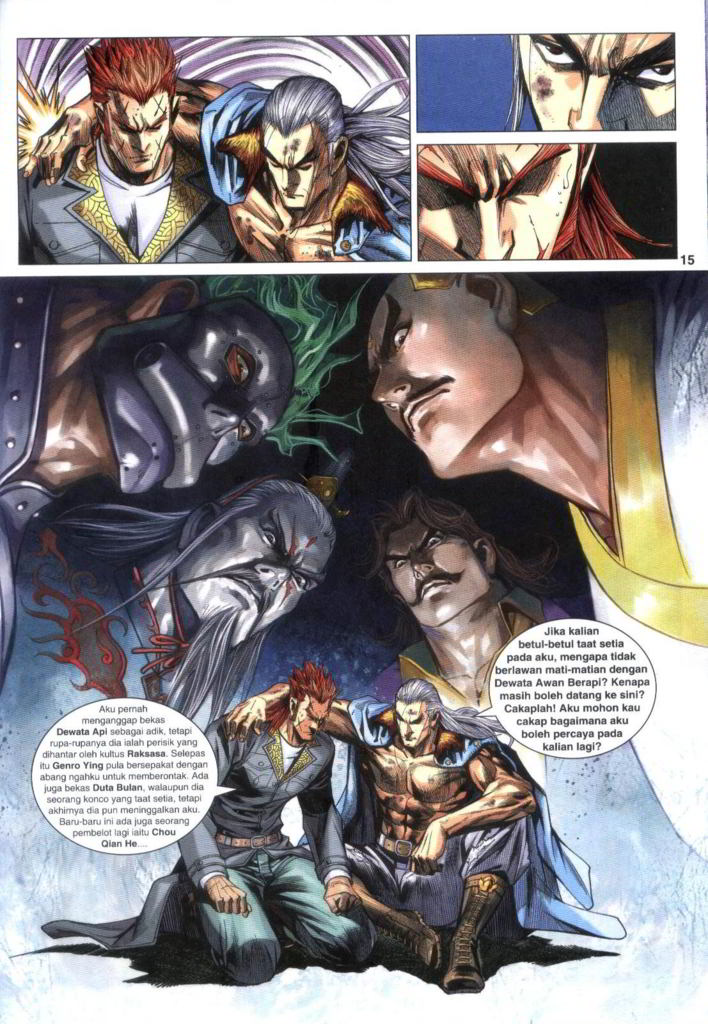 15
Aku pernah
menganggap bekas
Dewata Api sebagai adik, tetapi
rupa-rupanya dia ialah perisik yang
dihantar oleh kultus Raksasa. Selepas
itu Genro Ying pula bersepakat dengan
abang ngahku untuk memberontak. Ada
juga bekas Duta Bulan, walaupun dia
seorang konco yang taat setia, tetapi
akhirnya dia pun meninggalkan aku.
Baru-baru ini ada juga seorang
pembelot lagi iaitu Chou
Qian He....
Jika kalian
betul-betul taat setia
pada aku, mengapa tidak
berlawan mati-matian dengan
Dewata Awan Berapi? Kenapa
masih boleh datang ke sini?
Cakaplah! Aku mohon kau
cakap bagaimana aku
boleh percaya pada
kalian lagi?